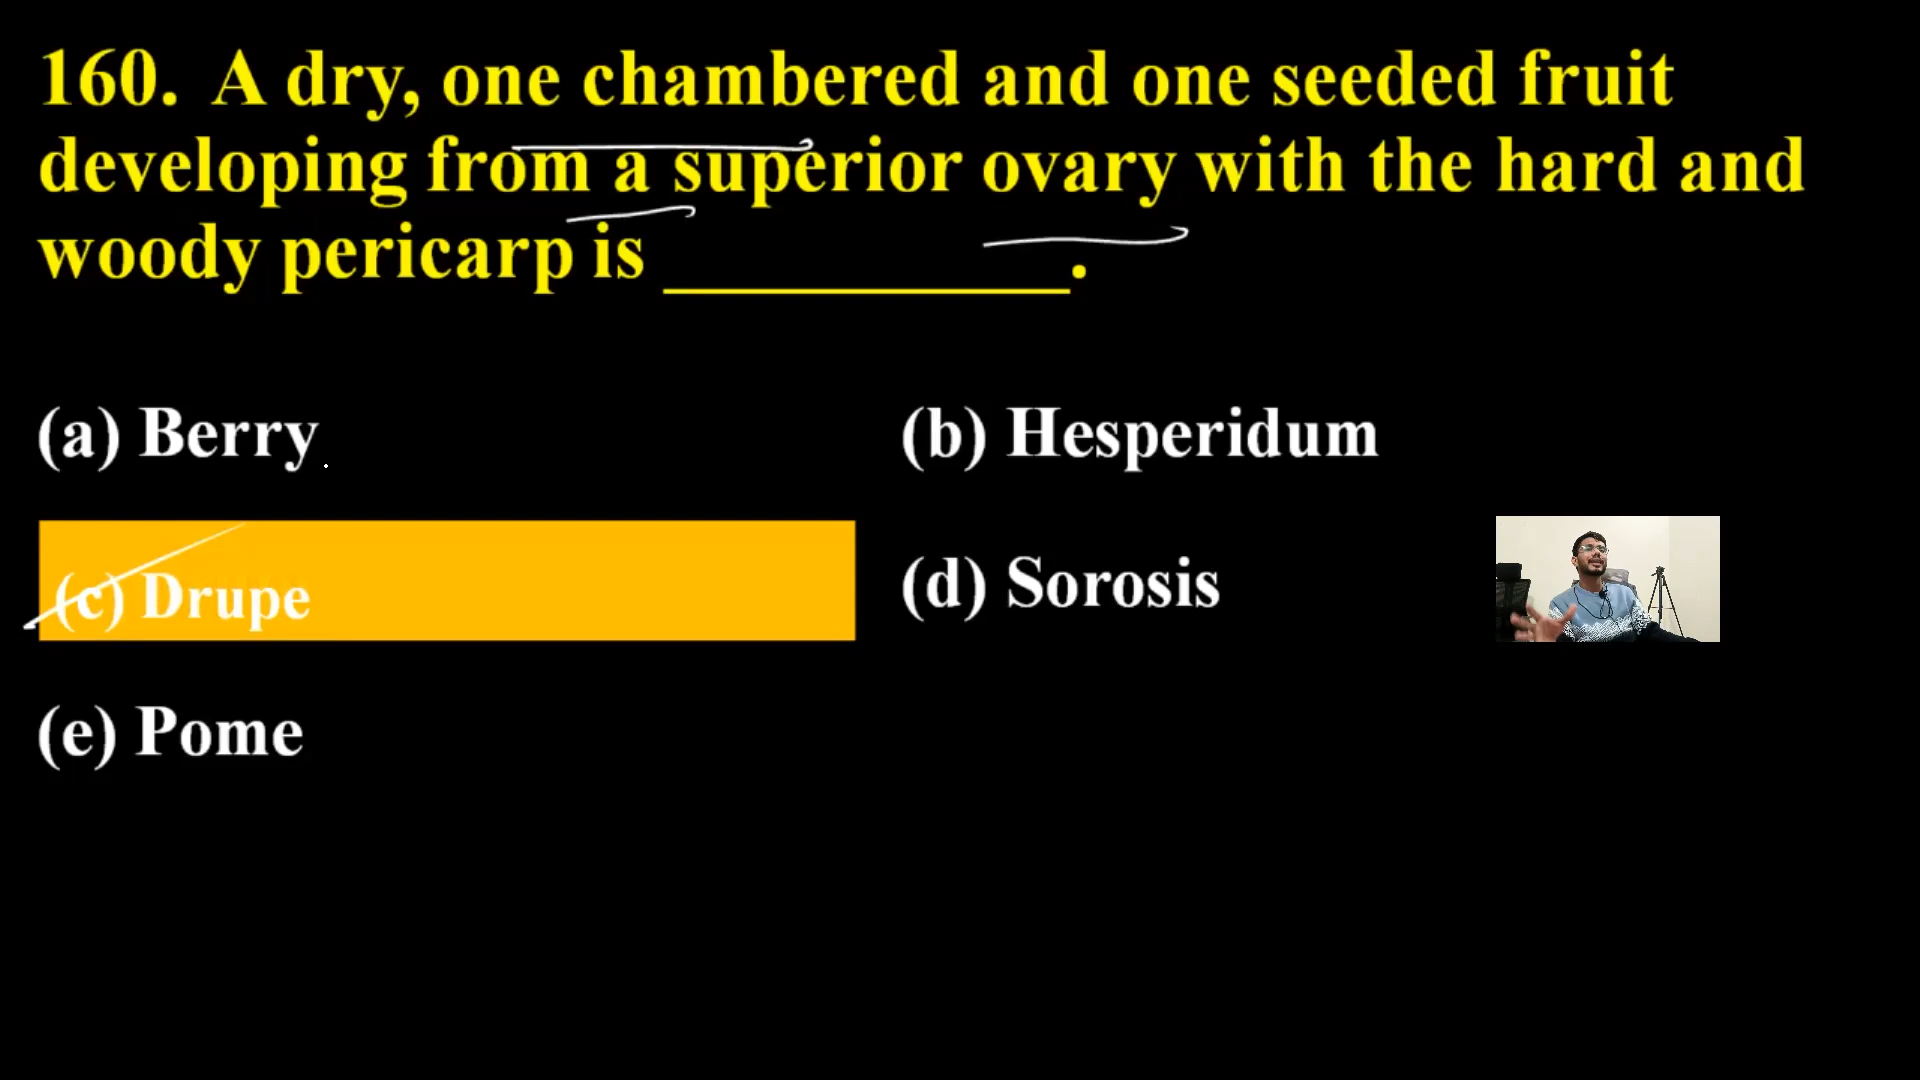 160. A dry, one chambered and one seeded fruit
developing from a superior ovary with the hard and
woody pericarp is ____________.
(a) Berry
(b) Hesperidum
(c) Drupe
(d) Sorosis
(e) Pome